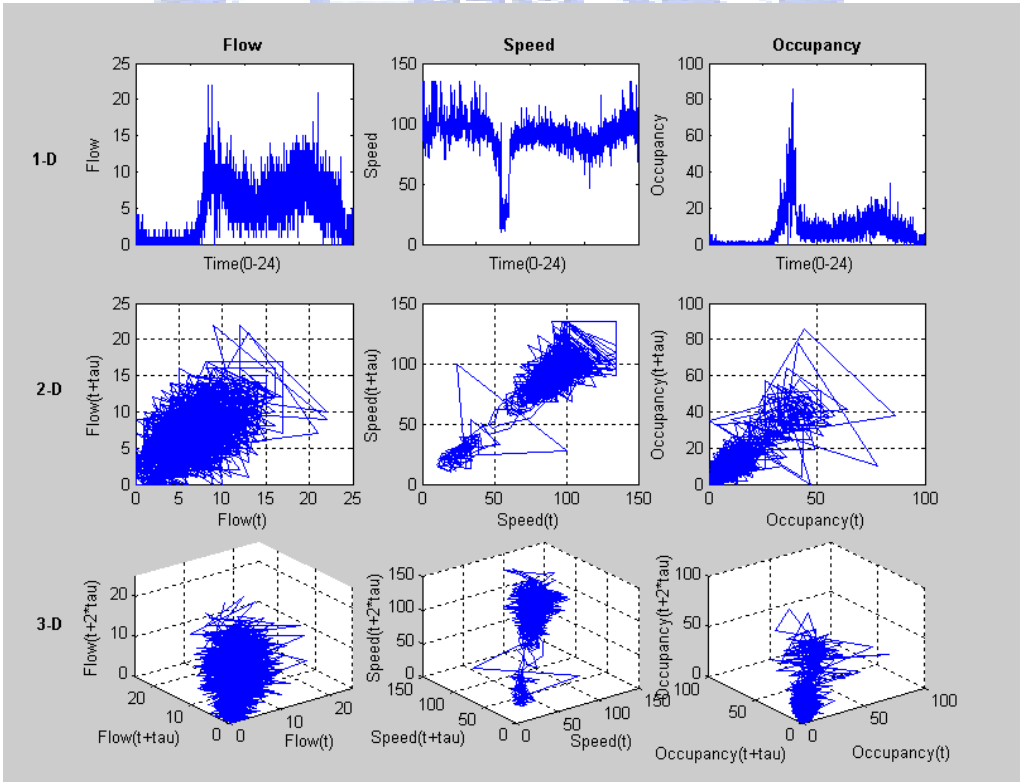 Flow Speed Occupancy
1-D
Flow
25
20
15
10
5
0
Time(0-24)
Speed
150
100
50
0
Time(0-24)
Occupancy
100
80
60
40
20
0
Time(0-24)
2-D
Flow(t+tau)
25
20
15
10
5
0
0 5 10 15 20 25
Flow(t)
Speed(t+tau)
150
100
50
0
0 50 100 150
Speed(t)
Occupancy(t+tau)
100
80
60
40
20
0
0 50 100
Occupancy(t)
3-D
Flow(t+2*tau)
20
10
0
20
10
0
Flow(t+tau)
0
10
20
Flow(t)
Speed(t+2*tau)
150
100
50
0
150
100
50
0
Speed(t+tau)
0
50
100
150
Speed(t)
Occupancy(t+2*tau)
100
50
0
100
50
0
Occupancy(t+tau)
0
50
100
Occupancy(t)